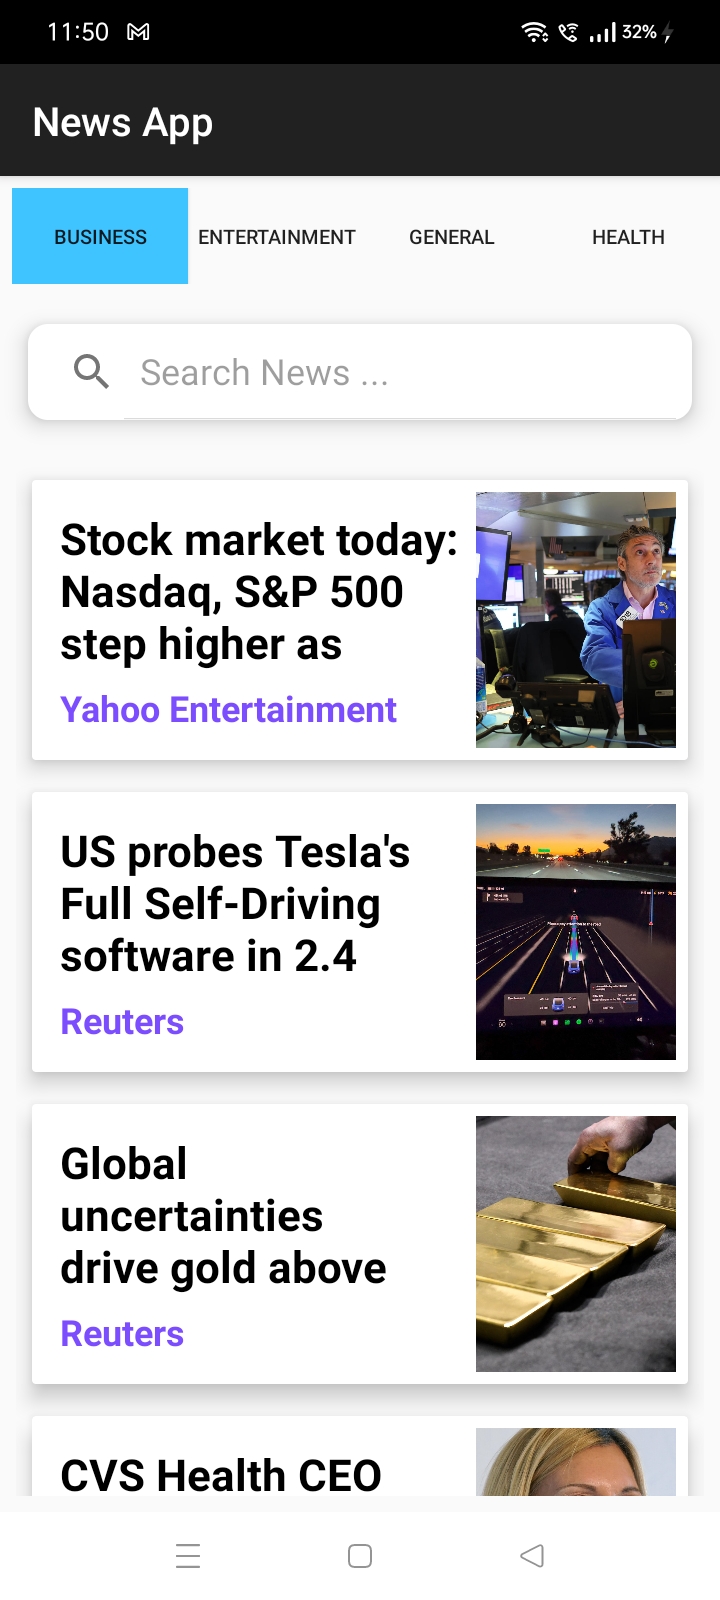 11:50
32%
News App
BUSINESS ENTERTAINMENT GENERAL HEALTH
Search News ...
Stock market today:
Nasdaq, S&P 500
step higher as
Yahoo Entertainment
US probes Tesla's
Full Self-Driving
software in 2.4
Reuters
Global
uncertainties
drive gold above
Reuters
CVS Health CEO